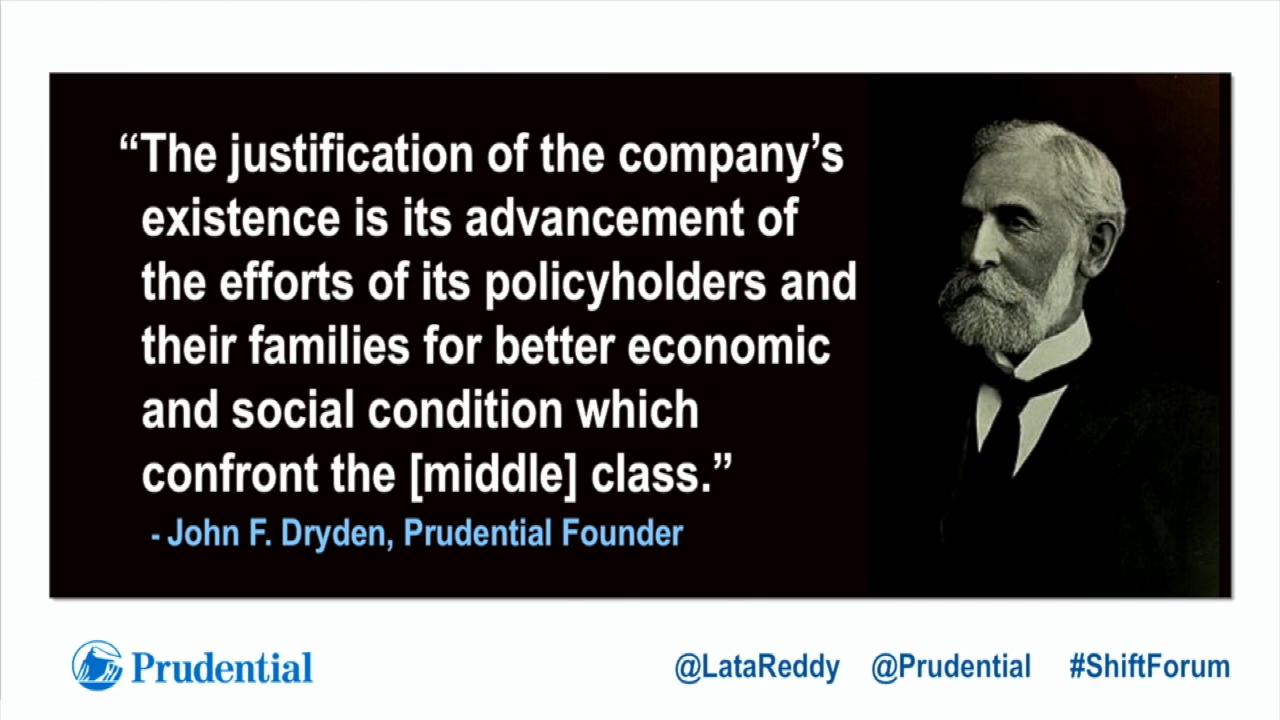 “The justification of the company’s
existence is its advancement of
the efforts of its policyholders and
their families for better economic
and social condition which
confront the [middle] class.”
- John F. Dryden, Prudential Founder
Prudential
@LataReddy @Prudential #ShiftForum